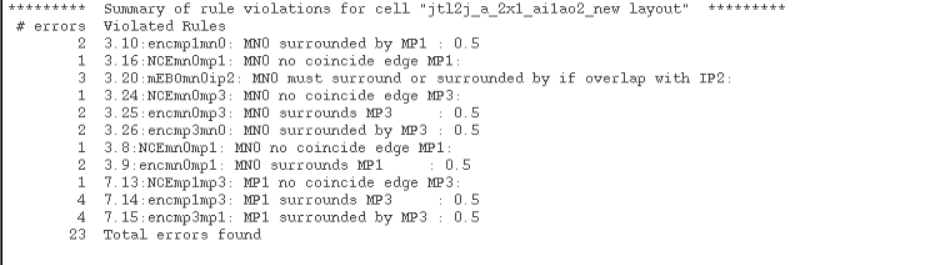 ********* Summary of rule violations for cell "jtl2j_a_2x1_ai1ao2_new layout" *********
# errors Violated Rules
2 3.10:encmp1mn0: MN0 surrounded by MP1 : 0.5
1 3.16:NCEmn0mp1: MN0 no coincide edge MP1:
3 3.20:mEB0mn0ip2: MN0 must surround or surrounded by if overlap with IP2:
1 3.24:NCEmn0mp3: MN0 no coincide edge MP3:
2 3.25:encmn0mp3: MN0 surrounds MP3 : 0.5
2 3.26:encmp3mn0: MN0 surrounded by MP3 : 0.5
1 3.8:NCEmn0mp1: MN0 no coincide edge MP1:
2 3.9:encmn0mp1: MN0 surrounds MP1 : 0.5
1 7.13:NCEmp1mp3: MP1 no coincide edge MP3:
4 7.14:encmp1mp3: MP1 surrounds MP3 : 0.5
4 7.15:encmp3mp1: MP1 surrounded by MP3 : 0.5
23 Total errors found